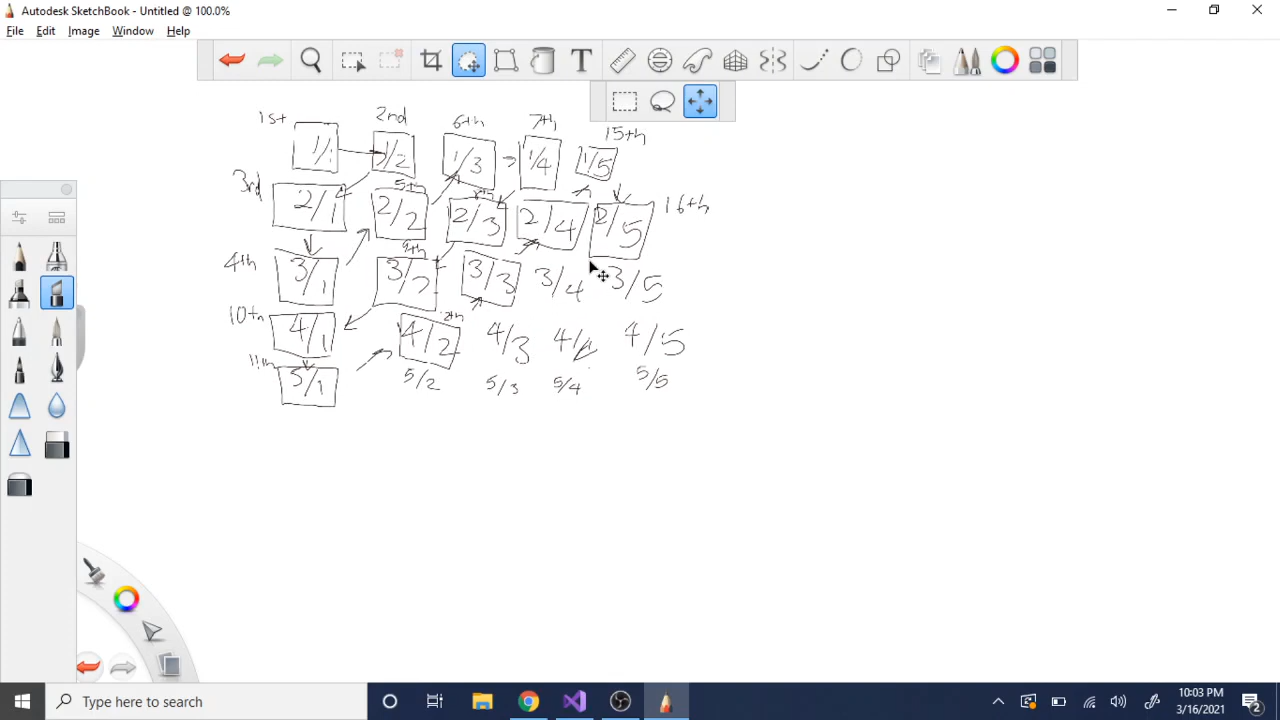 Autodesk SketchBook - Untitled @ 100.0%
File Edit Image Window Help
T
1st 2nd 6th 7th 15th
1/1 1/2 1/3 1/4 1/5
3rd 5th 8th 16th
2/1 2/2 2/3 2/4 2/5
4th 9th
3/1 3/2 3/3 3/4 3/5
10th 12th
4/1 4/2 4/3 4/4 4/5
11th
5/1 5/2 5/3 5/4 5/5
Type here to search
10:03 PM
3/16/2021
2